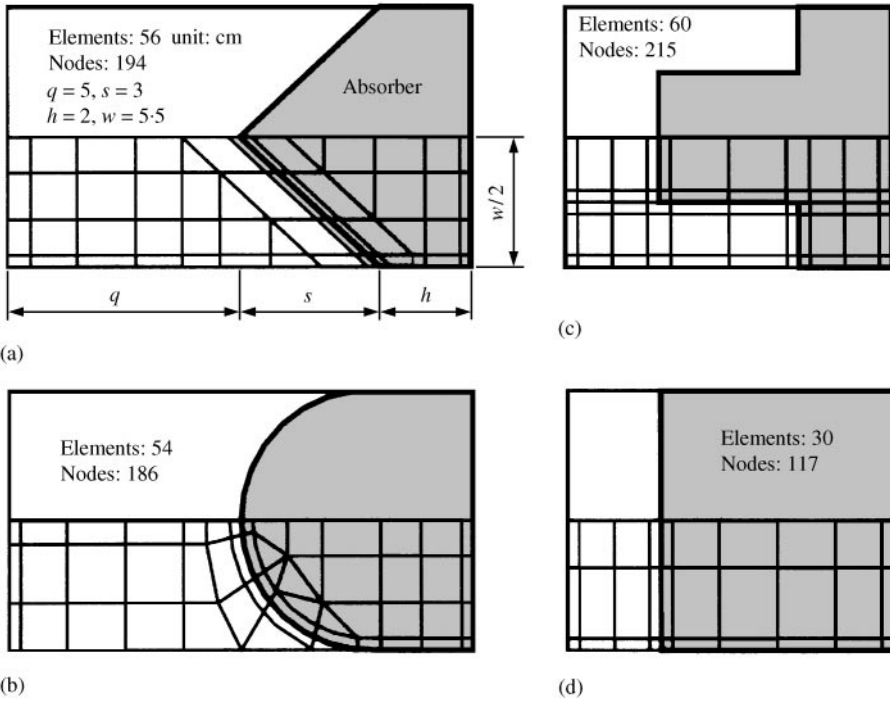 Elements: 56 unit: cm
Nodes: 194
q = 5, s = 3
h = 2, w = 5·5
Absorber
w/2
q
s
h
(a)
Elements: 60
Nodes: 215
(c)
Elements: 54
Nodes: 186
(b)
Elements: 30
Nodes: 117
(d)